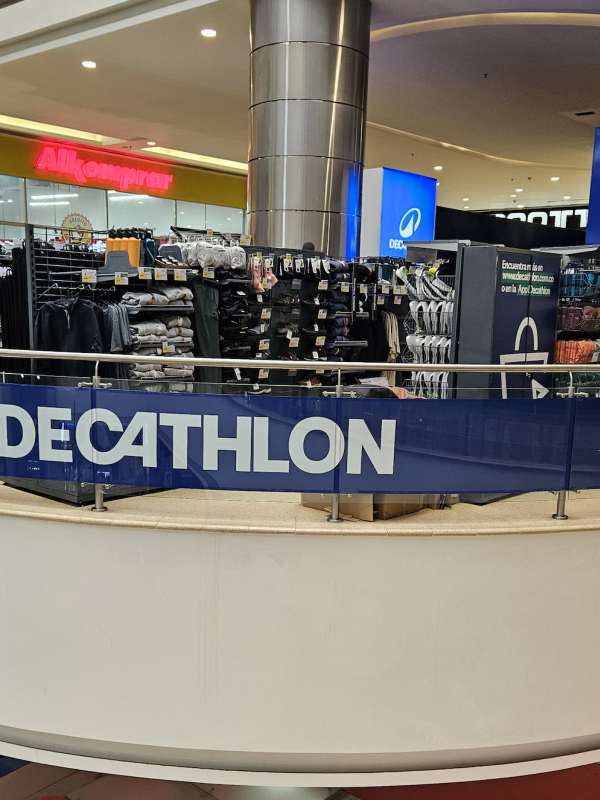 Alkomprar
DECATHLON
Encuentra más en
www.decathlon.com.co
o en la App Decathlon
DECATHLON